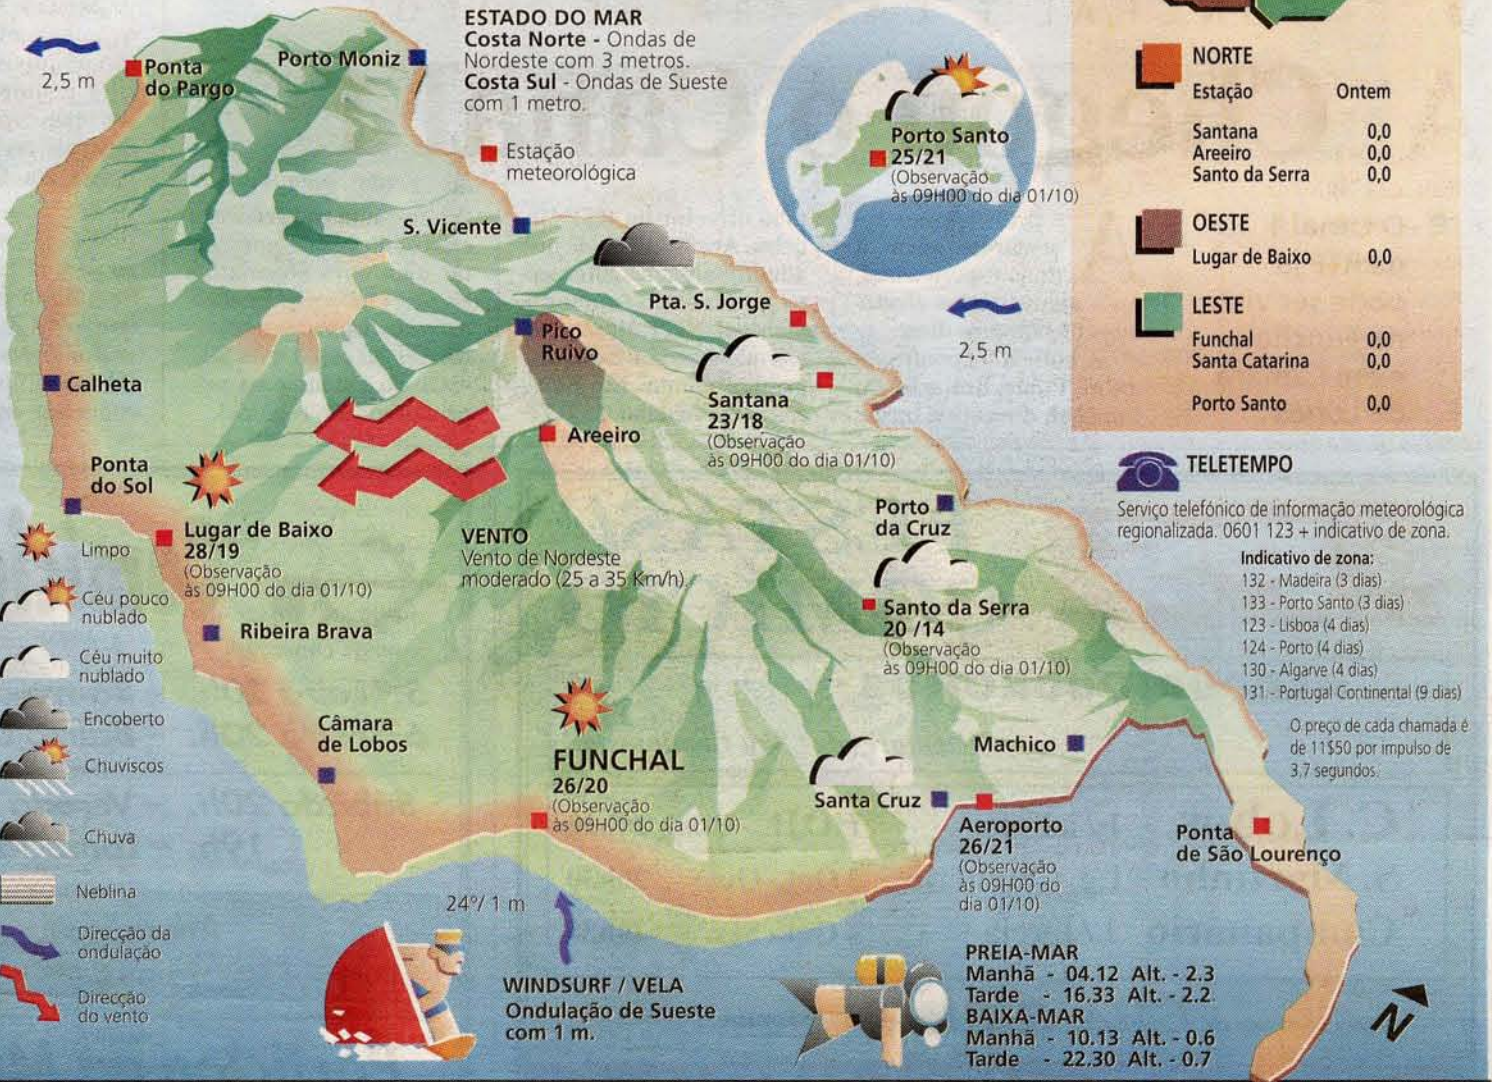 ESTADO DO MAR
Costa Norte - Ondas de
Nordeste com 3 metros.
Costa Sul - Ondas de Sueste
com 1 metro.
Estação
meteorológica
2,5 m
Ponta
do Pargo
Porto Moniz
S. Vicente
Porto Santo
25/21
(Observação
às 09H00 do dia 01/10)
Pta. S. Jorge
2,5 m
Pico
Ruivo
Calheta
Santana
23/18
(Observação
às 09H00 do dia 01/10)
Areeiro
Ponta
do Sol
Lugar de Baixo
28/19
(Observação
às 09H00 do dia 01/10)
VENTO
Vento de Nordeste
moderado (25 a 35 Km/h)
Porto
da Cruz
Santo da Serra
20 /14
(Observação
às 09H00 do dia 01/10)
Ribeira Brava
Câmara
de Lobos
FUNCHAL
26/20
(Observação
às 09H00 do dia 01/10)
Machico
Santa Cruz
Aeroporto
26/21
(Observação
às 09H00 do
dia 01/10)
Ponta
de São Lourenço
Limpo
Céu pouco
nublado
Céu muito
nublado
Encoberto
Chuviscos
Chuva
Neblina
Direcção da
ondulação
Direcção
do vento
24º/ 1 m
WINDSURF / VELA
Ondulação de Sueste
com 1 m.
PREIA-MAR
Manhã - 04.12 Alt. - 2.3
Tarde - 16.33 Alt. - 2.2.
BAIXA-MAR
Manhã - 10.13 Alt. - 0.6
Tarde - 22.30 Alt. - 0.7
N
NORTE
Estação Ontem
Santana 0,0
Areeiro 0,0
Santo da Serra 0,0
OESTE
Lugar de Baixo 0,0
LESTE
Funchal 0,0
Santa Catarina 0,0
Porto Santo 0,0
TELETEMPO
Serviço telefónico de informação meteorológica
regionalizada. 0601 123 + indicativo de zona.
Indicativo de zona:
132 - Madeira (3 dias)
133 - Porto Santo (3 dias)
123 - Lisboa (4 dias)
124 - Porto (4 dias)
130 - Algarve (4 dias)
131 - Portugal Continental (9 dias)
O preço de cada chamada é
de 11$50 por impulso de
3,7 segundos.